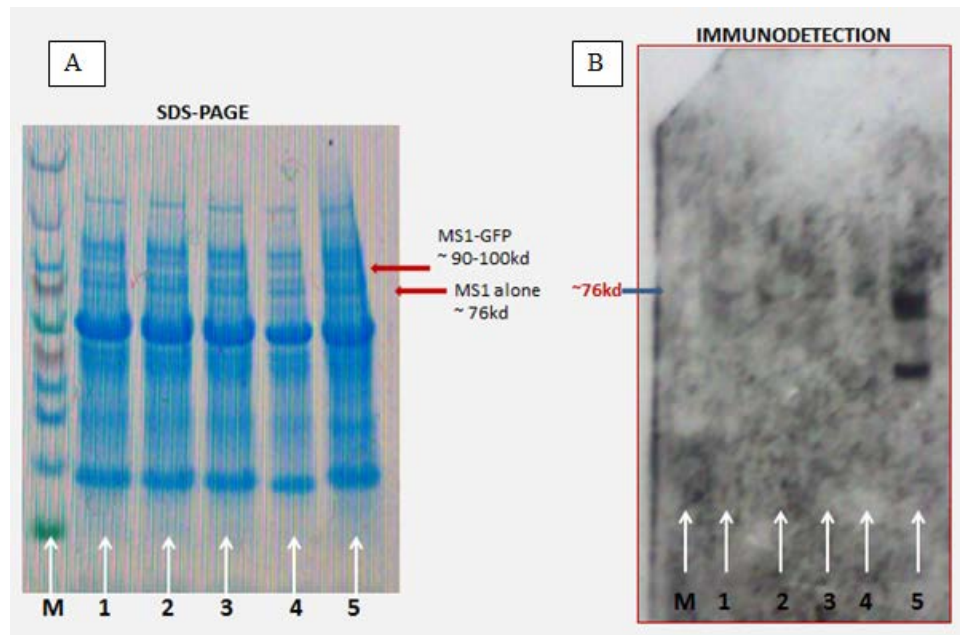 A
SDS-PAGE
MS1-GFP
~ 90-100kd
MS1 alone
~ 76kd
M 1 2 3 4 5
B
IMMUNODETECTION
~76kd
M 1 2 3 4 5